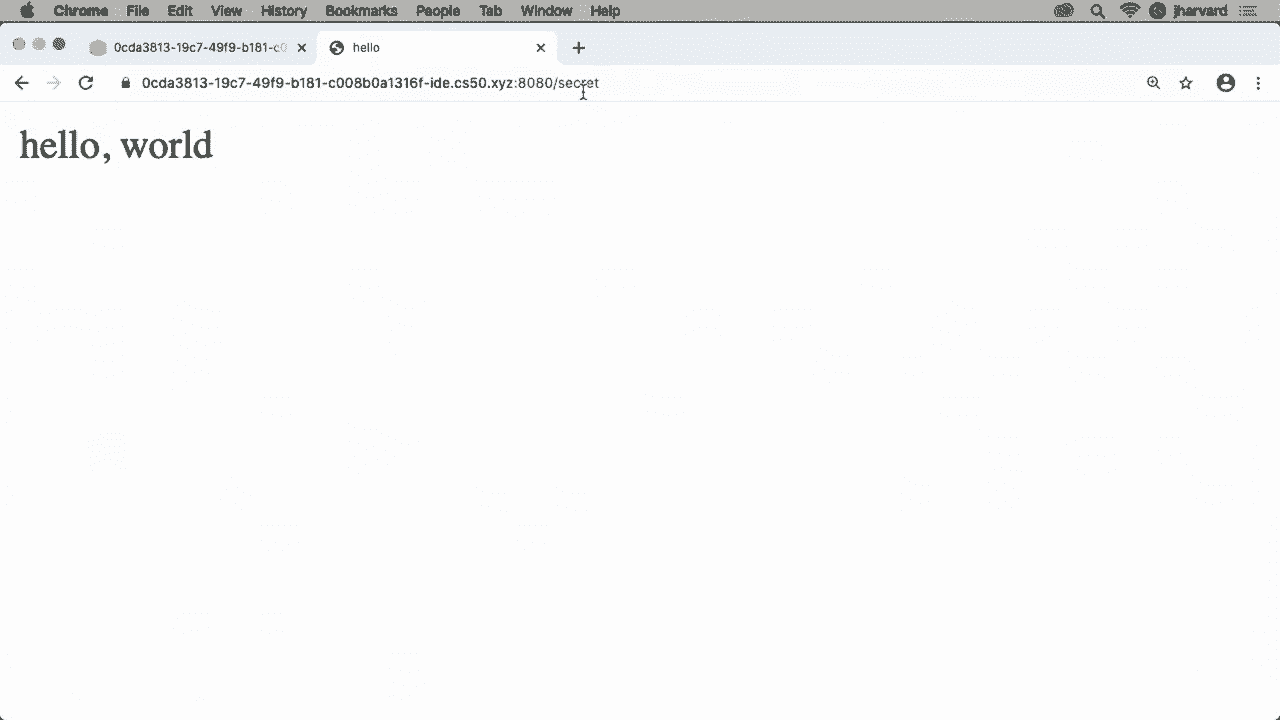 Chrome File Edit View History Bookmarks People Tab Window Help jharvard
0cda3813-19c7-49f9-b181-c0 hello
0cda3813-19c7-49f9-b181-c008b0a1316f-ide.cs50.xyz:8080/secret
hello, world